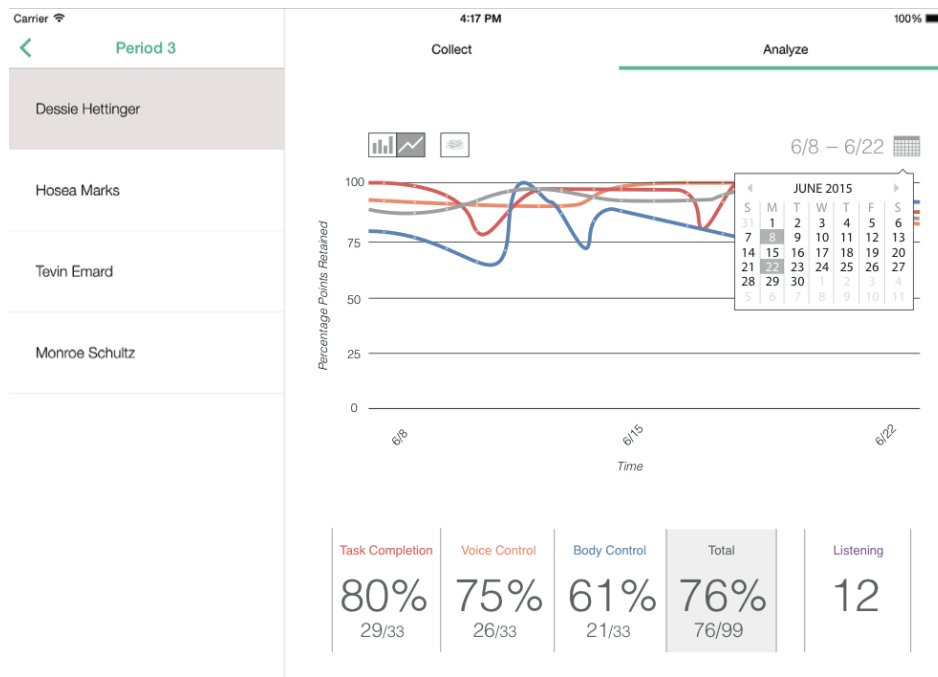 Carrier 4:17 PM 100%
Period 3
Collect Analyze
Dessie Hettinger
Hosea Marks
Tevin Emard
Monroe Schultz
6/8 – 6/22
JUNE 2015
S M T W T F S
31 1 2 3 4 5 6
7 8 9 10 11 12 13
14 15 16 17 18 19 20
21 22 23 24 25 26 27
28 29 30 1 2 3 4
5 6 7 8 9 10 11
Percentage Points Retained
100
75
50
25
0
6/8 6/15 6/22
Time
Task Completion Voice Control Body Control Total Listening
80% 75% 61% 76% 12
29/33 26/33 21/33 76/99